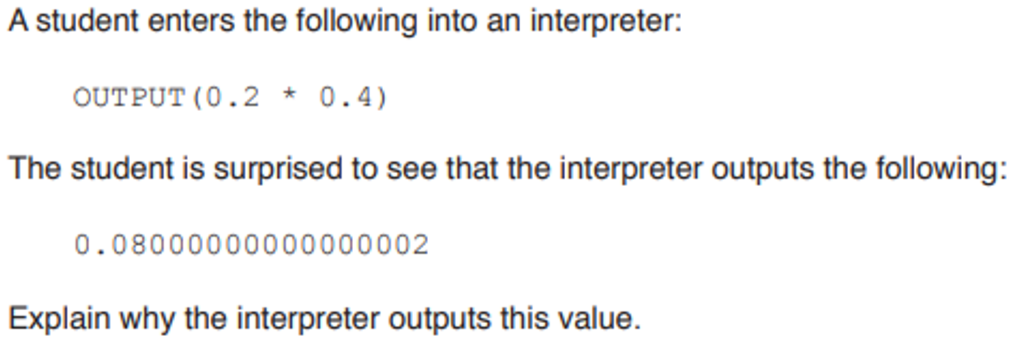 A student enters the following into an interpreter:
OUTPUT(0.2 * 0.4)
The student is surprised to see that the interpreter outputs the following:
0.08000000000000002
Explain why the interpreter outputs this value.